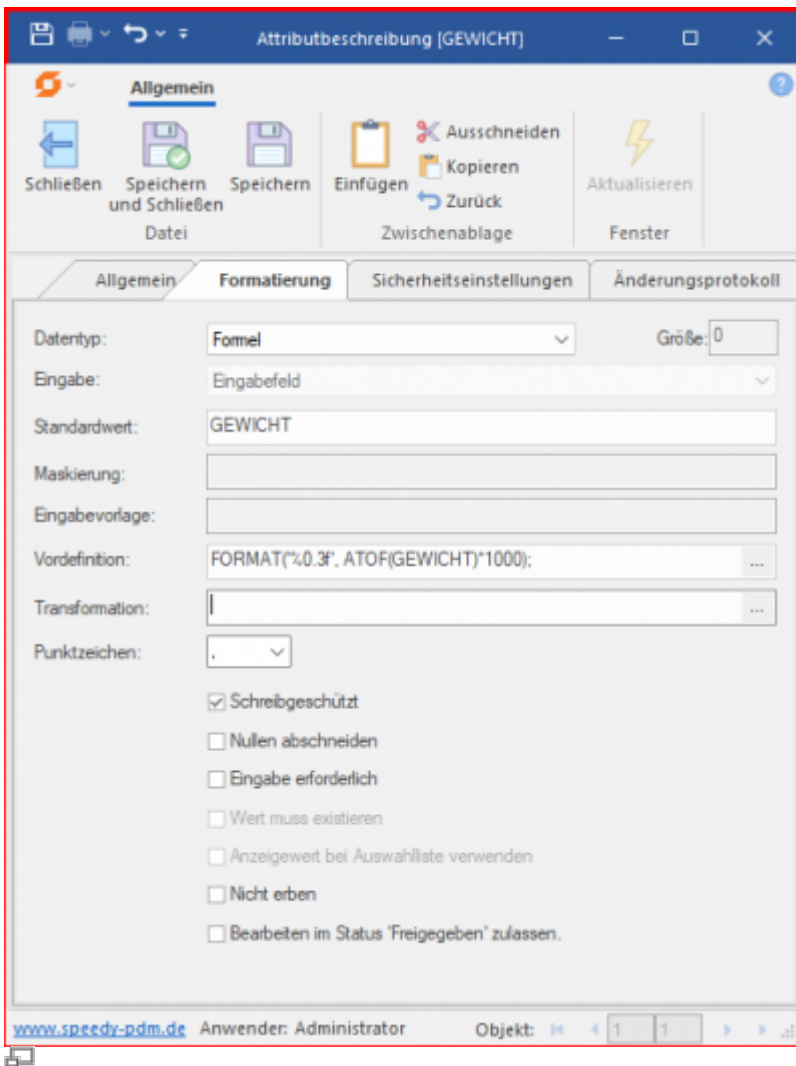 Attributbeschreibung [GEWICHT]
Allgemein
Schließen
Speichern und Schließen
Speichern
Einfügen
Ausschneiden
Kopieren
Zurück
Aktualisieren
Datei
Zwischenablage
Fenster
Allgemein
Formatierung
Sicherheitseinstellungen
Änderungsprotokoll
Datentyp: Formel Größe: 0
Eingabe: Eingabefeld
Standardwert: GEWICHT
Maskierung:
Eingabevorlage:
Vordefinition: FORMAT("%0.3f", ATOF(GEWICHT)*1000); ...
Transformation: ...
Punktzeichen: .
Schreibgeschützt
Nullen abschneiden
Eingabe erforderlich
Wert muss existieren
Anzeigewert bei Auswahlliste verwenden
Nicht erben
Bearbeiten im Status 'Freigegeben' zulassen.
www.speedy-pdm.de Anwender: Administrator Objekt: 1 1